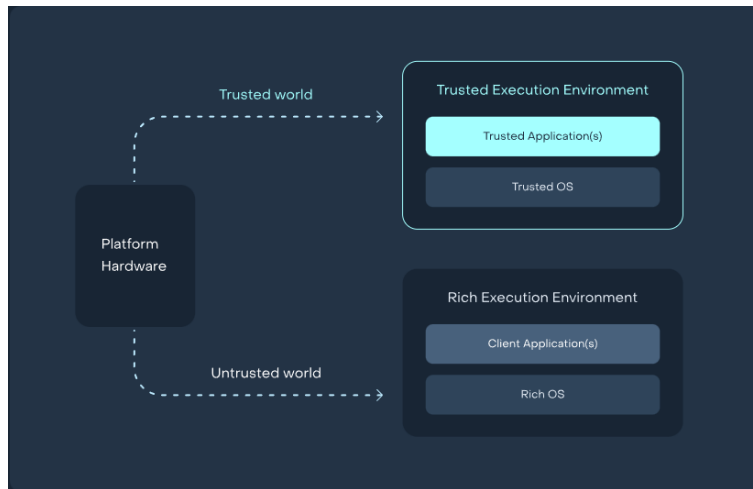 Trusted world
Trusted Execution Environment
Trusted Application(s)
Trusted OS
Platform
Hardware
Rich Execution Environment
Client Application(s)
Untrusted world
Rich OS